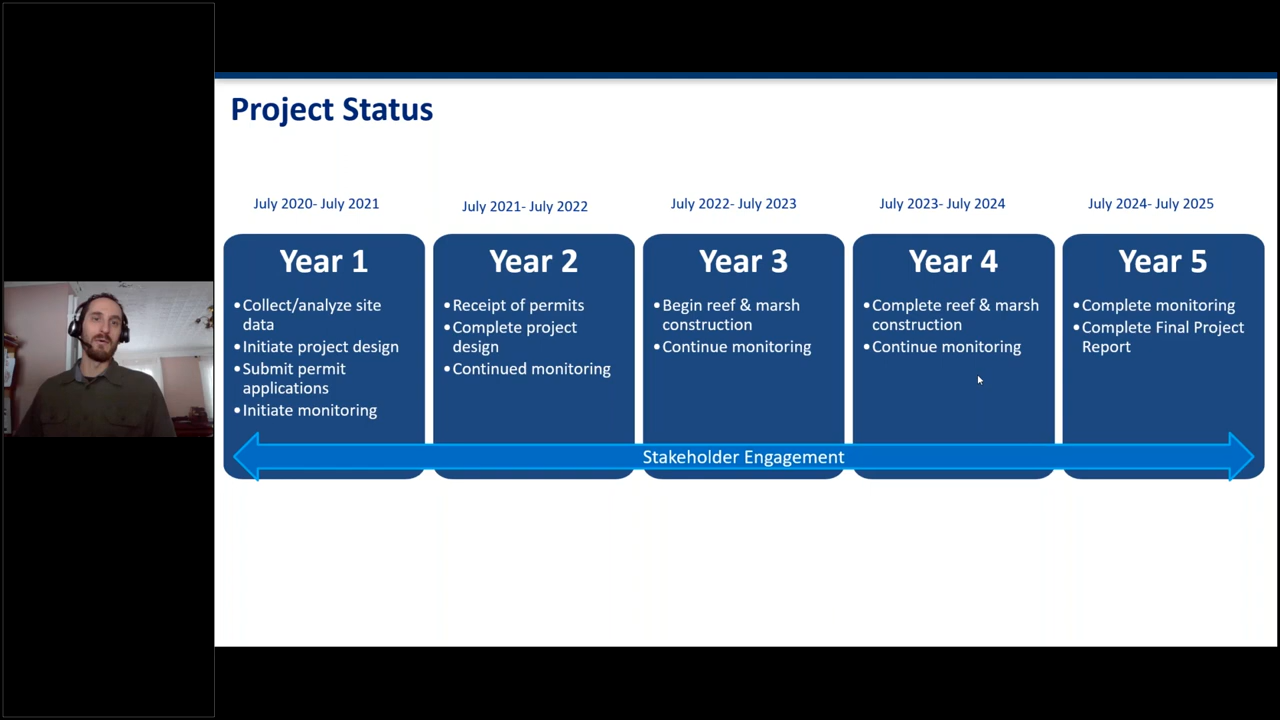 Project Status
July 2020- July 2021
July 2021- July 2022
July 2022- July 2023
July 2023- July 2024
July 2024- July 2025
Year 1
•Collect/analyze site
data
•Initiate project design
•Submit permit
applications
•Initiate monitoring
Year 2
•Receipt of permits
•Complete project
design
•Continued monitoring
Year 3
•Begin reef & marsh
construction
•Continue monitoring
Year 4
•Complete reef & marsh
construction
•Continue monitoring
Year 5
•Complete monitoring
•Complete Final Project
Report
Stakeholder Engagement